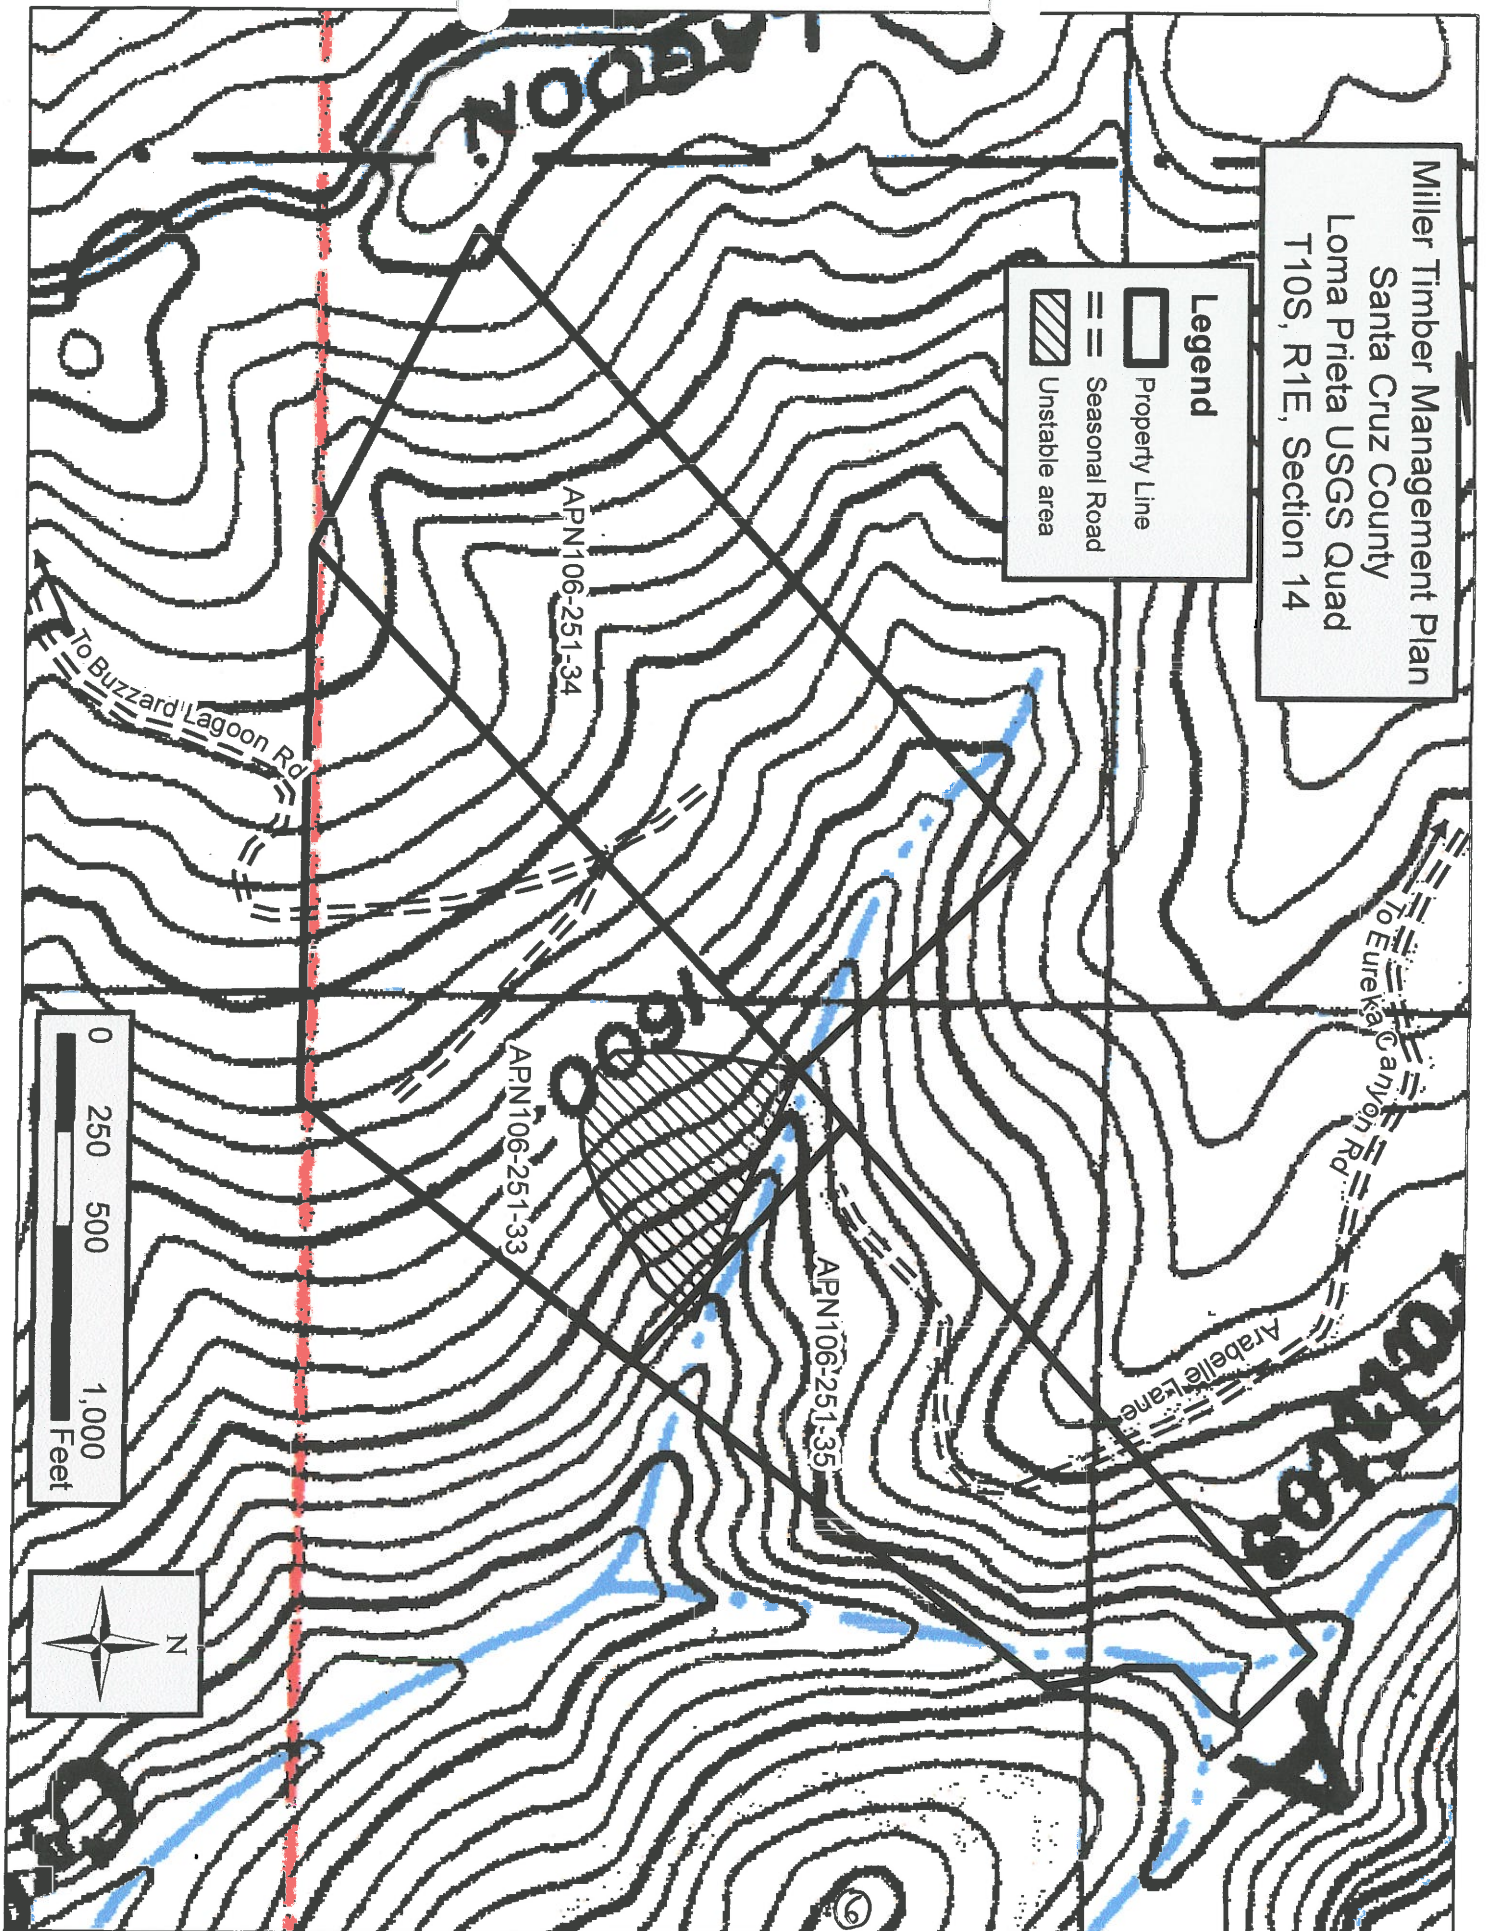 Miller Timber Management Plan
Santa Cruz County
Loma Prieta USGS Quad
T10S, R1E, Section 14
Legend
Property Line
Seasonal Road
Unstable area
To Eureka Canyon Rd
Arabelle Lane
LAGOON
APN106-251-34
1600
APN106-251-35
APN106-251-33
To Buzzard Lagoon Rd
0 250 500 1,000
Feet
N
A